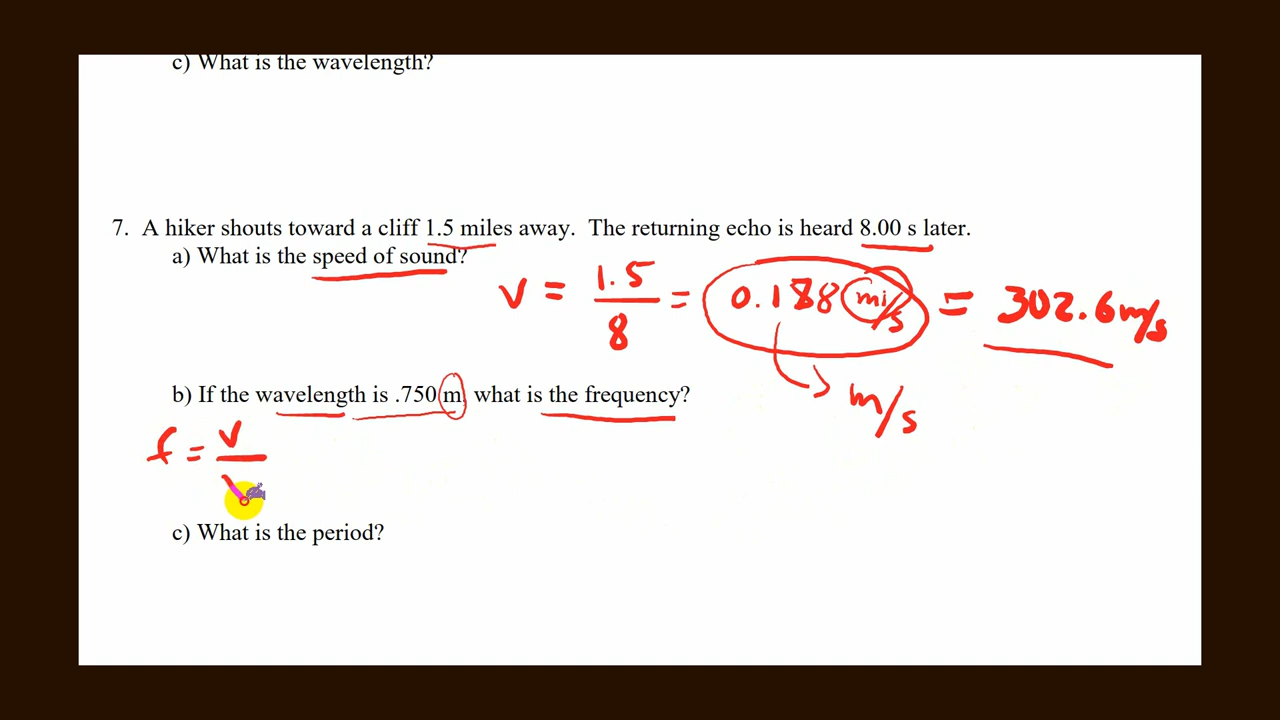 c) What is the wavelength?
7. A hiker shouts toward a cliff 1.5 miles away. The returning echo is heard 8.00 s later.
a) What is the speed of sound?
v = 1.5/8 = 0.188 mi/s = 302.6 m/s
m/s
b) If the wavelength is .750 m, what is the frequency?
f = v/
c) What is the period?